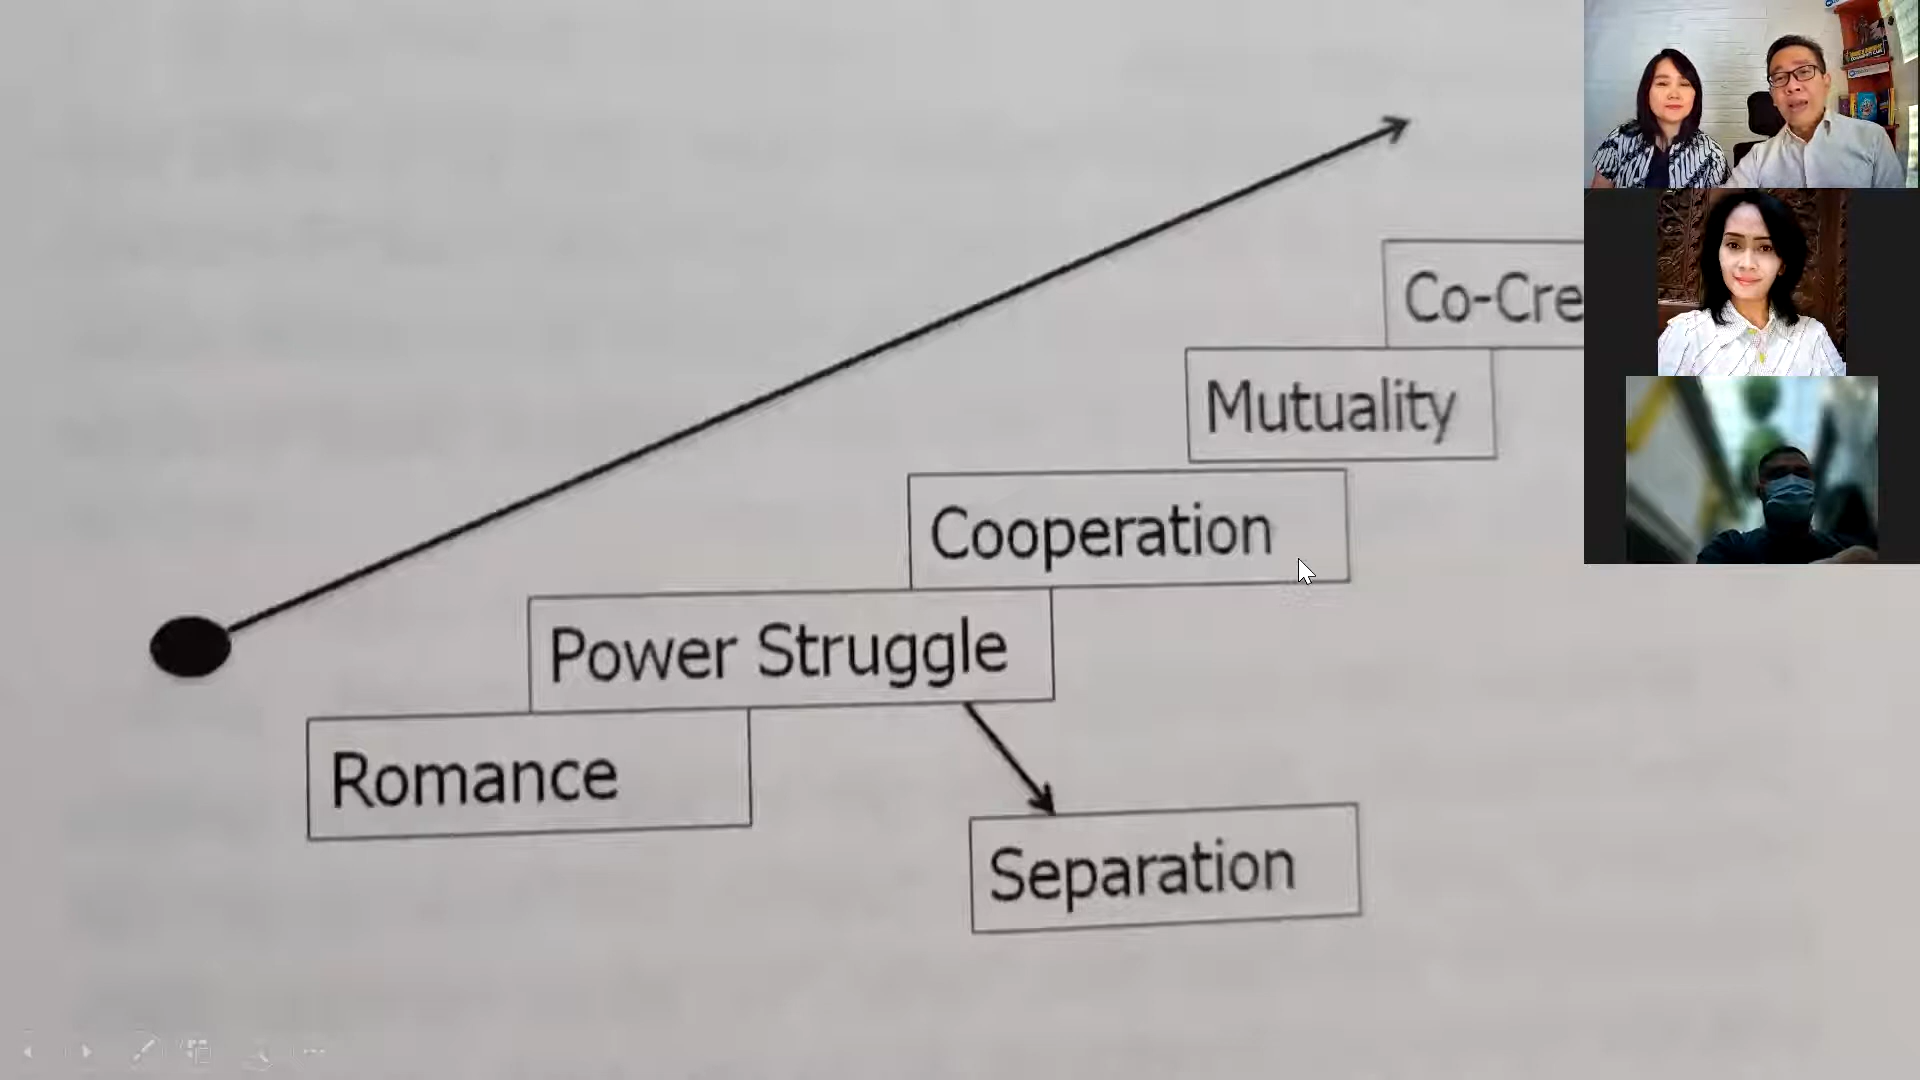 Co-Cre
Mutuality
Cooperation
Power Struggle
Romance
Separation